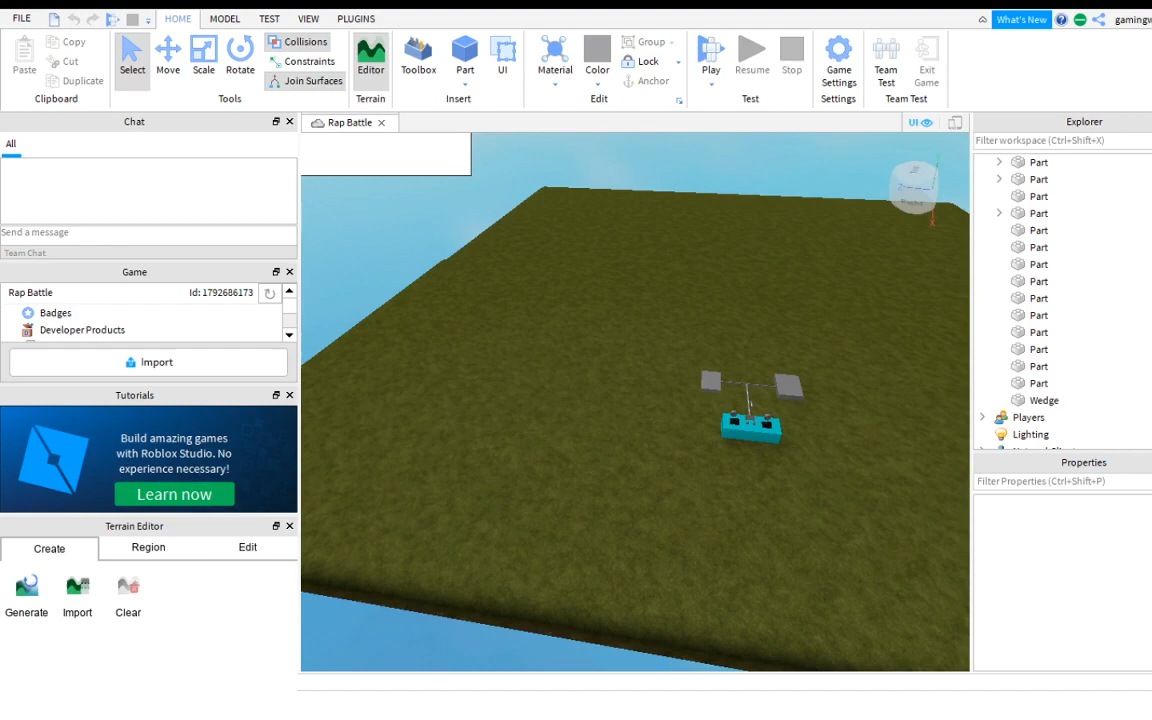 FILE HOME MODEL TEST VIEW PLUGINS What's New gamingw
Copy Collisions Group
Cut Constraints Lock
Paste Duplicate Select Move Scale Rotate Join Surfaces Editor Toolbox Part UI Material Color Anchor Play Resume Stop Game Settings Team Test Exit Game
Clipboard Tools Terrain Insert Edit Test Settings Team Test
Chat Rap Battle UI Explorer
All Filter workspace (Ctrl+Shift+X)
Part
Part
Part
Part
Part
Part
Part
Part
Part
Part
Part
Part
Part
Part
Wedge
Players
Lighting
Send a message
Team Chat
Game
Rap Battle Id: 1792686173
Badges
Developer Products
Import
Tutorials
Build amazing games
with Roblox Studio. No
experience necessary!
Learn now
Terrain Editor
Create Region Edit
Generate Import Clear
Properties
Filter Properties (Ctrl+Shift+P)